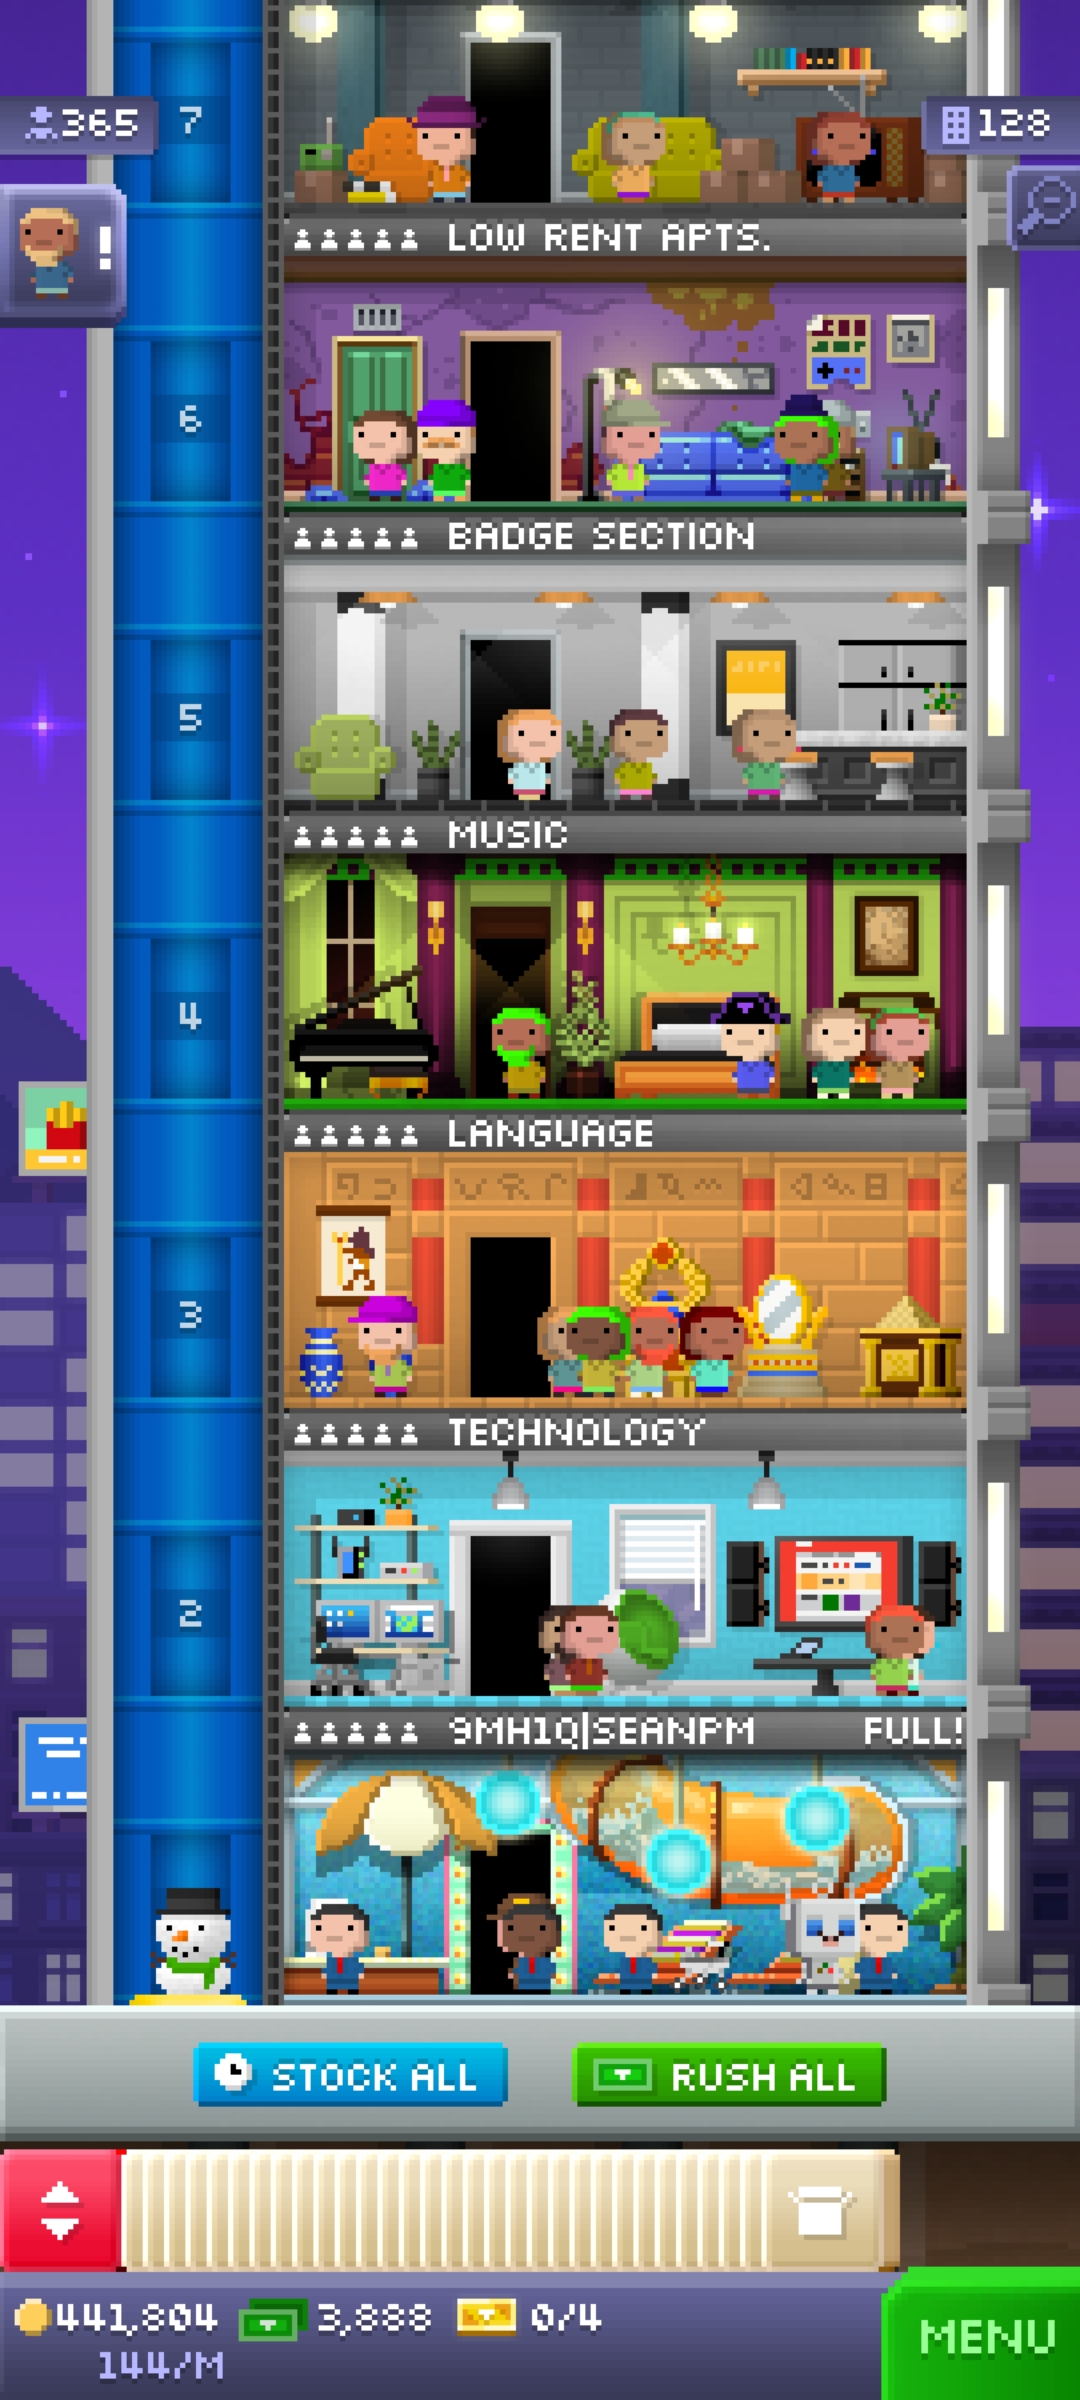 7
365
128
!
LOW RENT APTS.
6
BADGE SECTION
5
MUSIC
4
LANGUAGE
3
TECHNOLOGY
2
9MH1Q|SEANPM FULL!
STOCK ALL
RUSH ALL
441,804 3,888 0/4
144/M
MENU